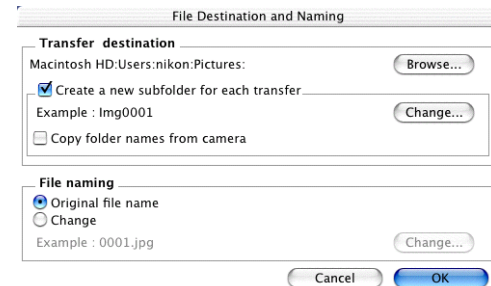 File Destination and Naming
Transfer destination
Macintosh HD:Users:nikon:Pictures:
Browse...
Create a new subfolder for each transfer
Example : Img0001
Change...
Copy folder names from camera
File naming
Original file name
Change
Example : 0001.jpg
Change...
Cancel
OK